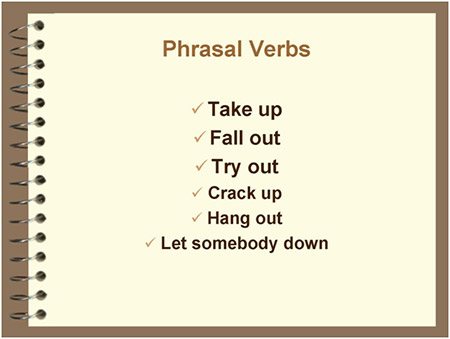 Phrasal Verbs
✓ Take up
✓ Fall out
✓ Try out
✓ Crack up
✓ Hang out
✓ Let somebody down